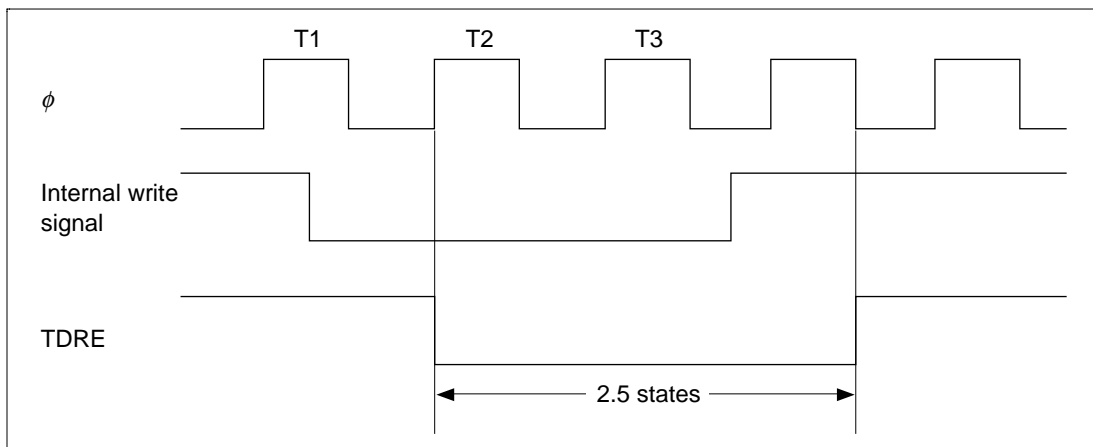 T1 T2 T3
ϕ
Internal write
signal
TDRE
2.5 states